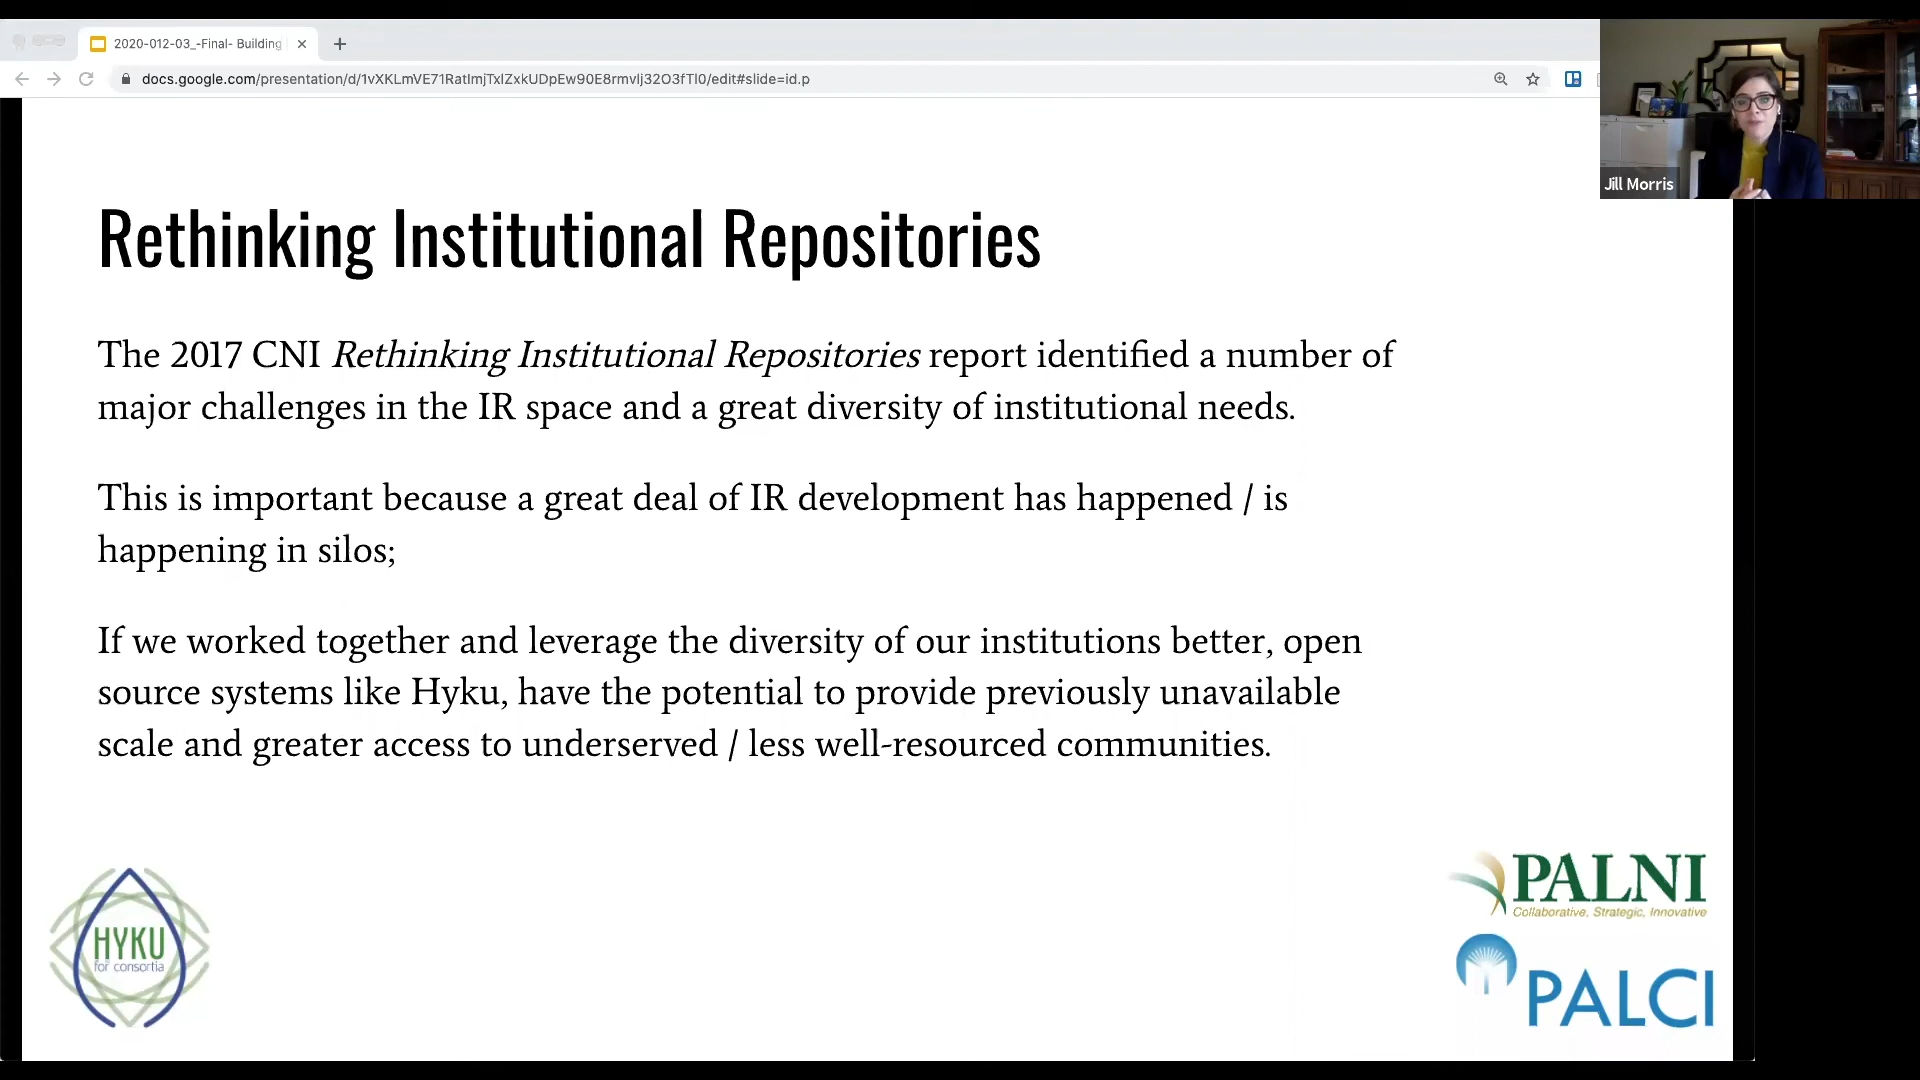 2020-012-03_-Final- Building
docs.google.com/presentation/d/1vXKLmVE71RatImjTxIZxkUDpEw90E8rmvlj32O3fTI0/edit#slide=id.p
Jill Morris
Rethinking Institutional Repositories
The 2017 CNI Rethinking Institutional Repositories report identified a number of
major challenges in the IR space and a great diversity of institutional needs.
This is important because a great deal of IR development has happened / is
happening in silos;
If we worked together and leverage the diversity of our institutions better, open
source systems like Hyku, have the potential to provide previously unavailable
scale and greater access to underserved / less well-resourced communities.
HYKU
for consortia
PALNI
Collaborative, Strategic, Innovative
PALCI